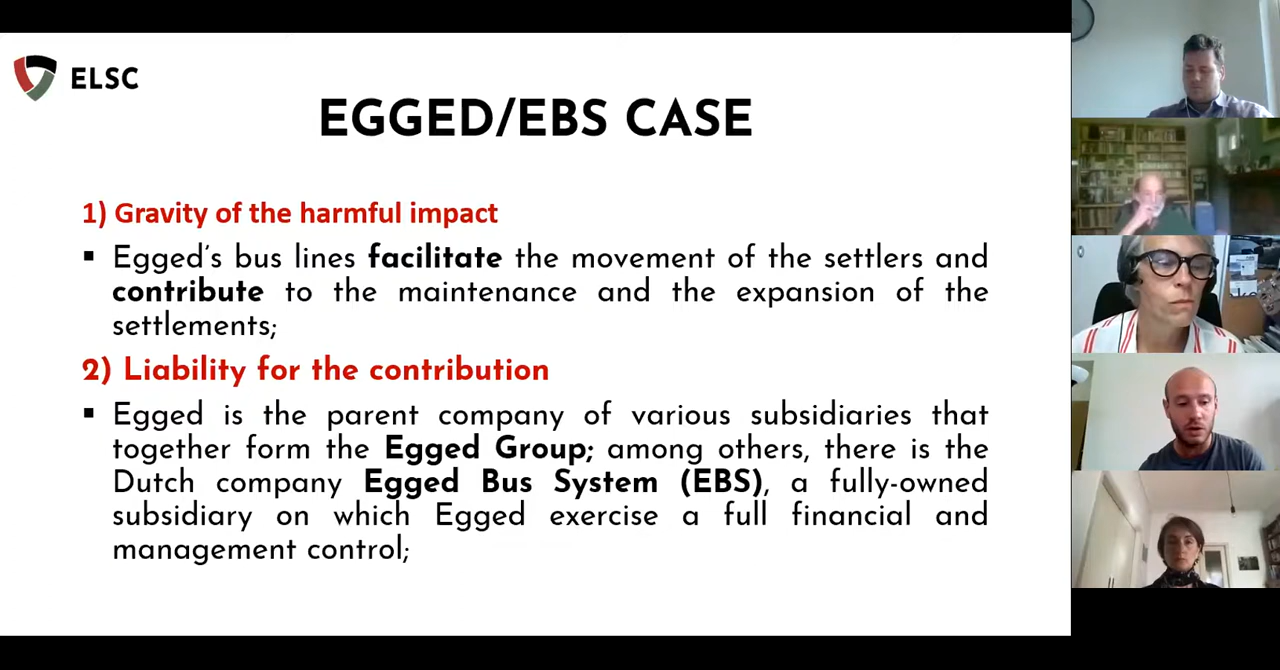 ELSC
EGGED/EBS CASE
1) Gravity of the harmful impact
▪ Egged's bus lines facilitate the movement of the settlers and
contribute to the maintenance and the expansion of the
settlements;
2) Liability for the contribution
▪ Egged is the parent company of various subsidiaries that
together form the Egged Group; among others, there is the
Dutch company Egged Bus System (EBS), a fully-owned
subsidiary on which Egged exercise a full financial and
management control;